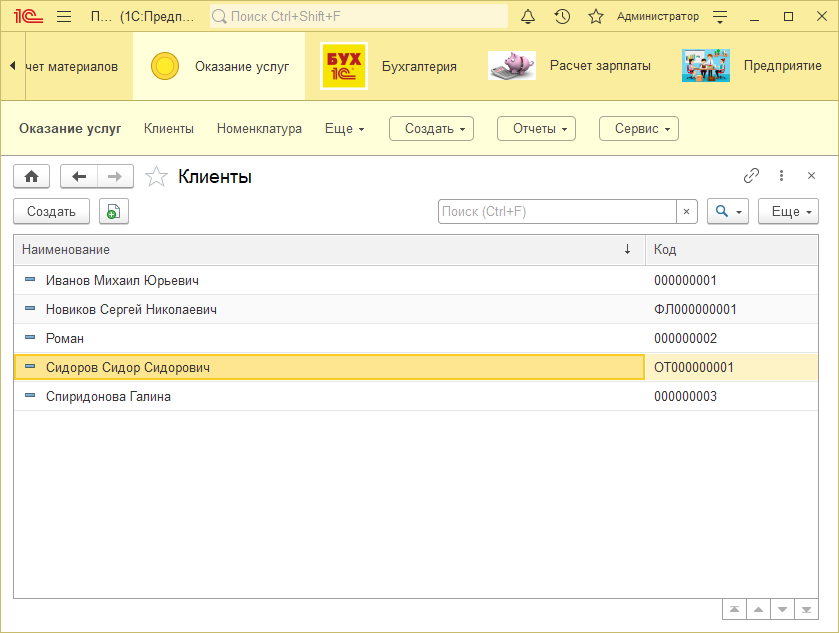 1С П... (1С:Предп... Поиск Ctrl+Shift+F Администратор
чет материалов Оказание услуг БУХ 1С Бухгалтерия Расчет зарплаты Предприятие
Оказание услуг Клиенты Номенклатура Еще Создать Отчеты Сервис
Клиенты
Создать Поиск (Ctrl+F) × Еще
Наименование ↓ Код
Иванов Михаил Юрьевич 000000001
Новиков Сергей Николаевич ФЛ000000001
Роман 000000002
Сидоров Сидор Сидорович ОТ000000001
Спиридонова Галина 000000003